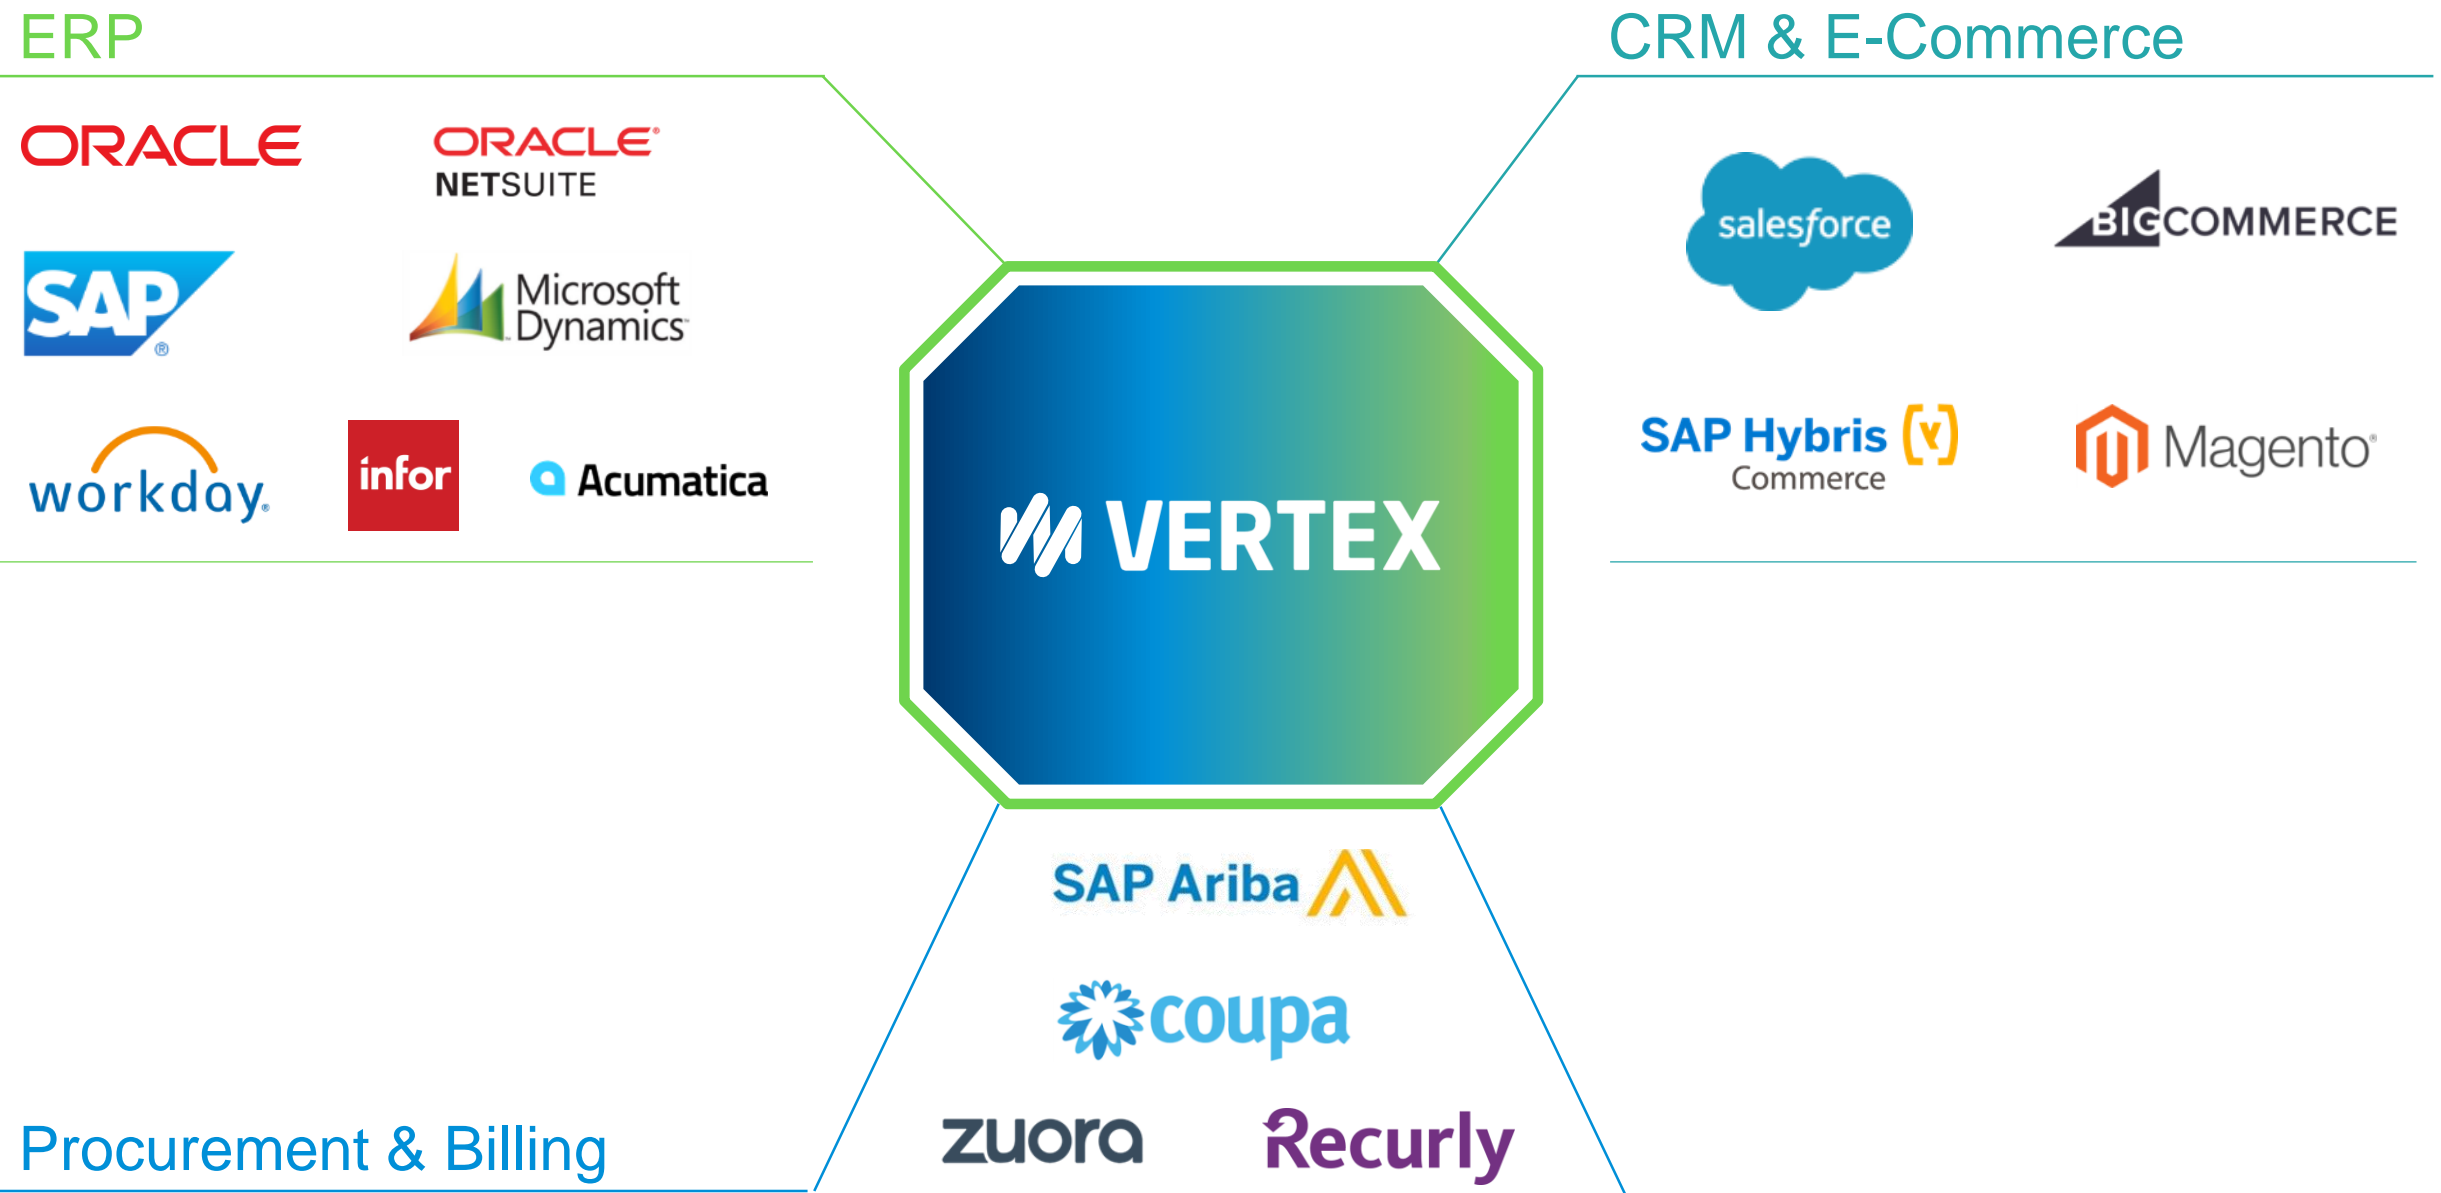 ERP
ORACLE
ORACLE®
NETSUITE
SAP®
Microsoft
Dynamics™
workday®
infor
Acumatica
CRM & E-Commerce
salesforce
BIGCOMMERCE
SAP Hybris
Commerce
Magento®
VERTEX
SAP Ariba
coupa
zuora
Recurly
Procurement & Billing